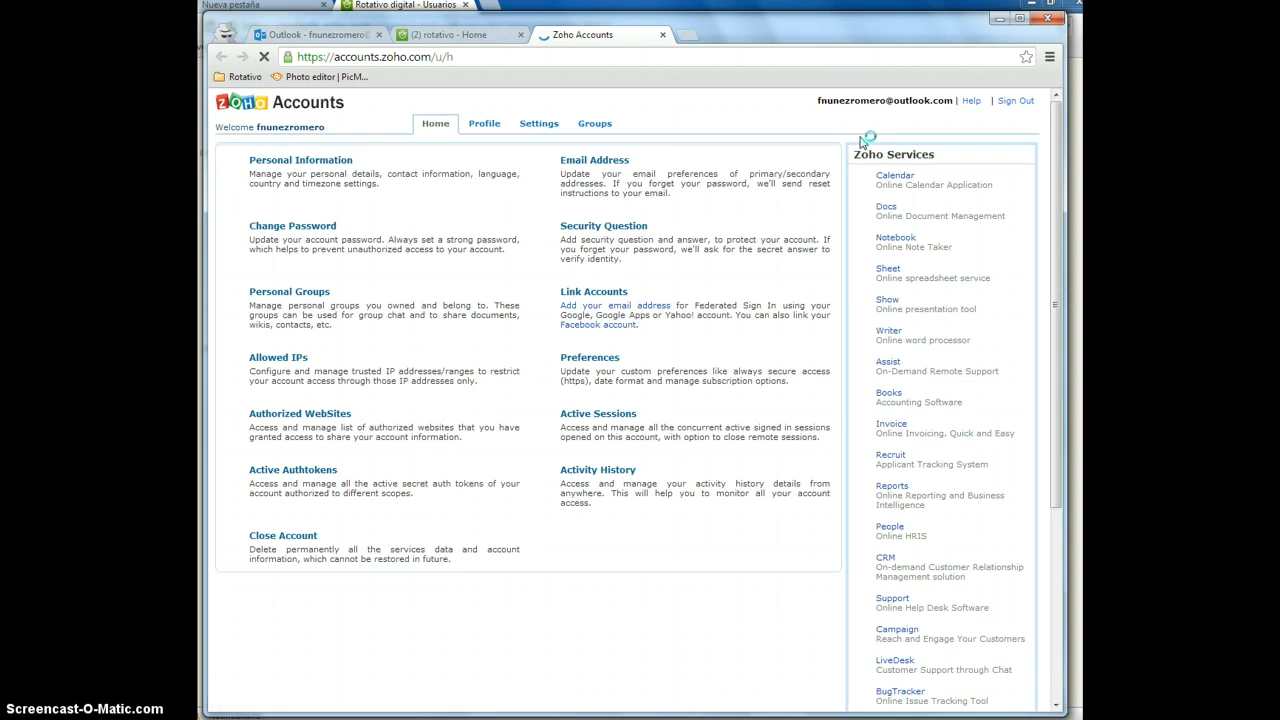 Nueva pestaña
Rotativo digital - Usuarios
Outlook - fnunezromero@
(2) rotativo - Home
Zoho Accounts
https://accounts.zoho.com/u/h
Rotativo
Photo editor | PicM...
ZOHO Accounts
fnunezromero@outlook.com | Help | Sign Out
Welcome fnunezromero
Home
Profile
Settings
Groups
Personal Information
Manage your personal details, contact information, language,
country and timezone settings.
Email Address
Update your email preferences of primary/secondary
addresses. If you forget your password, we'll send reset
instructions to your email.
Change Password
Update your account password. Always set a strong password,
which helps to prevent unauthorized access to your account.
Security Question
Add security question and answer, to protect your account. If
you forget your password, we'll ask for the secret answer to
verify identity.
Personal Groups
Manage personal groups you owned and belong to. These
groups can be used for group chat and to share documents,
wikis, contacts, etc.
Link Accounts
Add your email address for Federated Sign In using your
Google, Google Apps or Yahoo! account. You can also link your
Facebook account.
Allowed IPs
Configure and manage trusted IP addresses/ranges to restrict
your account access through those IP addresses only.
Preferences
Update your custom preferences like always secure access
(https), date format and manage subscription options.
Authorized WebSites
Access and manage list of authorized websites that you have
granted access to share your account information.
Active Sessions
Access and manage all the concurrent active signed in sessions
opened on this account, with option to close remote sessions.
Active Authtokens
Access and manage all the active secret auth tokens of your
account authorized to different scopes.
Activity History
Access and manage your activity history details from
anywhere. This will help you to monitor all your account
access.
Close Account
Delete permanently all the services data and account
information, which cannot be restored in future.
Zoho Services
Calendar
Online Calendar Application
Docs
Online Document Management
Notebook
Online Note Taker
Sheet
Online spreadsheet service
Show
Online presentation tool
Writer
Online word processor
Assist
On-Demand Remote Support
Books
Accounting Software
Invoice
Online Invoicing. Quick and Easy
Recruit
Applicant Tracking System
Reports
Online Reporting and Business
Intelligence
People
Online HRIS
CRM
On-demand Customer Relationship
Management solution
Support
Online Help Desk Software
Campaign
Reach and Engage Your Customers
LiveDesk
Customer Support through Chat
BugTracker
Online Issue Tracking Tool
Screencast-O-Matic.com